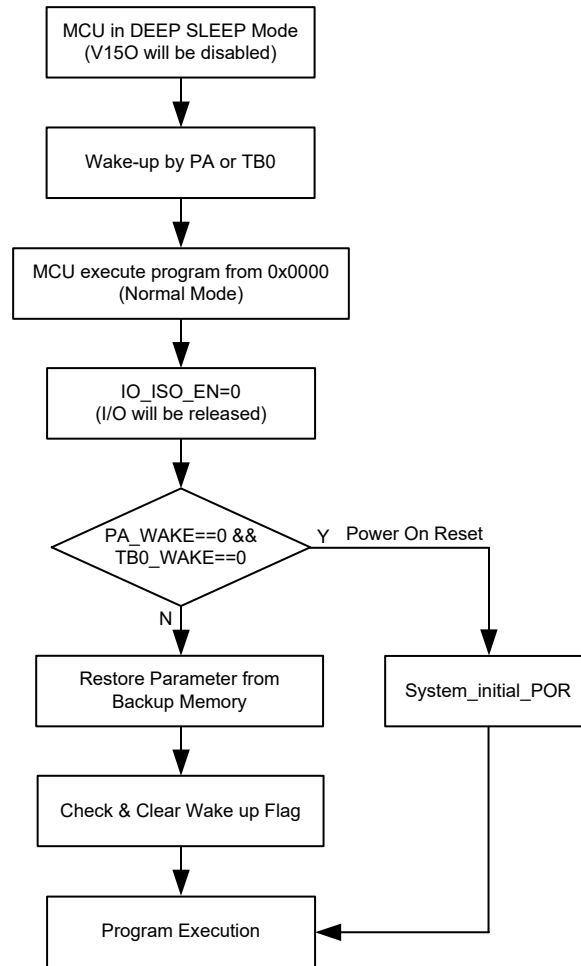 MCU in DEEP SLEEP Mode
(V15O will be disabled)
Wake-up by PA or TB0
MCU execute program from 0x0000
(Normal Mode)
IO_ISO_EN=0
(I/O will be released)
PA_WAKE==0 &&
TB0_WAKE==0
Y
Power On Reset
N
Restore Parameter from
Backup Memory
System_initial_POR
Check & Clear Wake up Flag
Program Execution